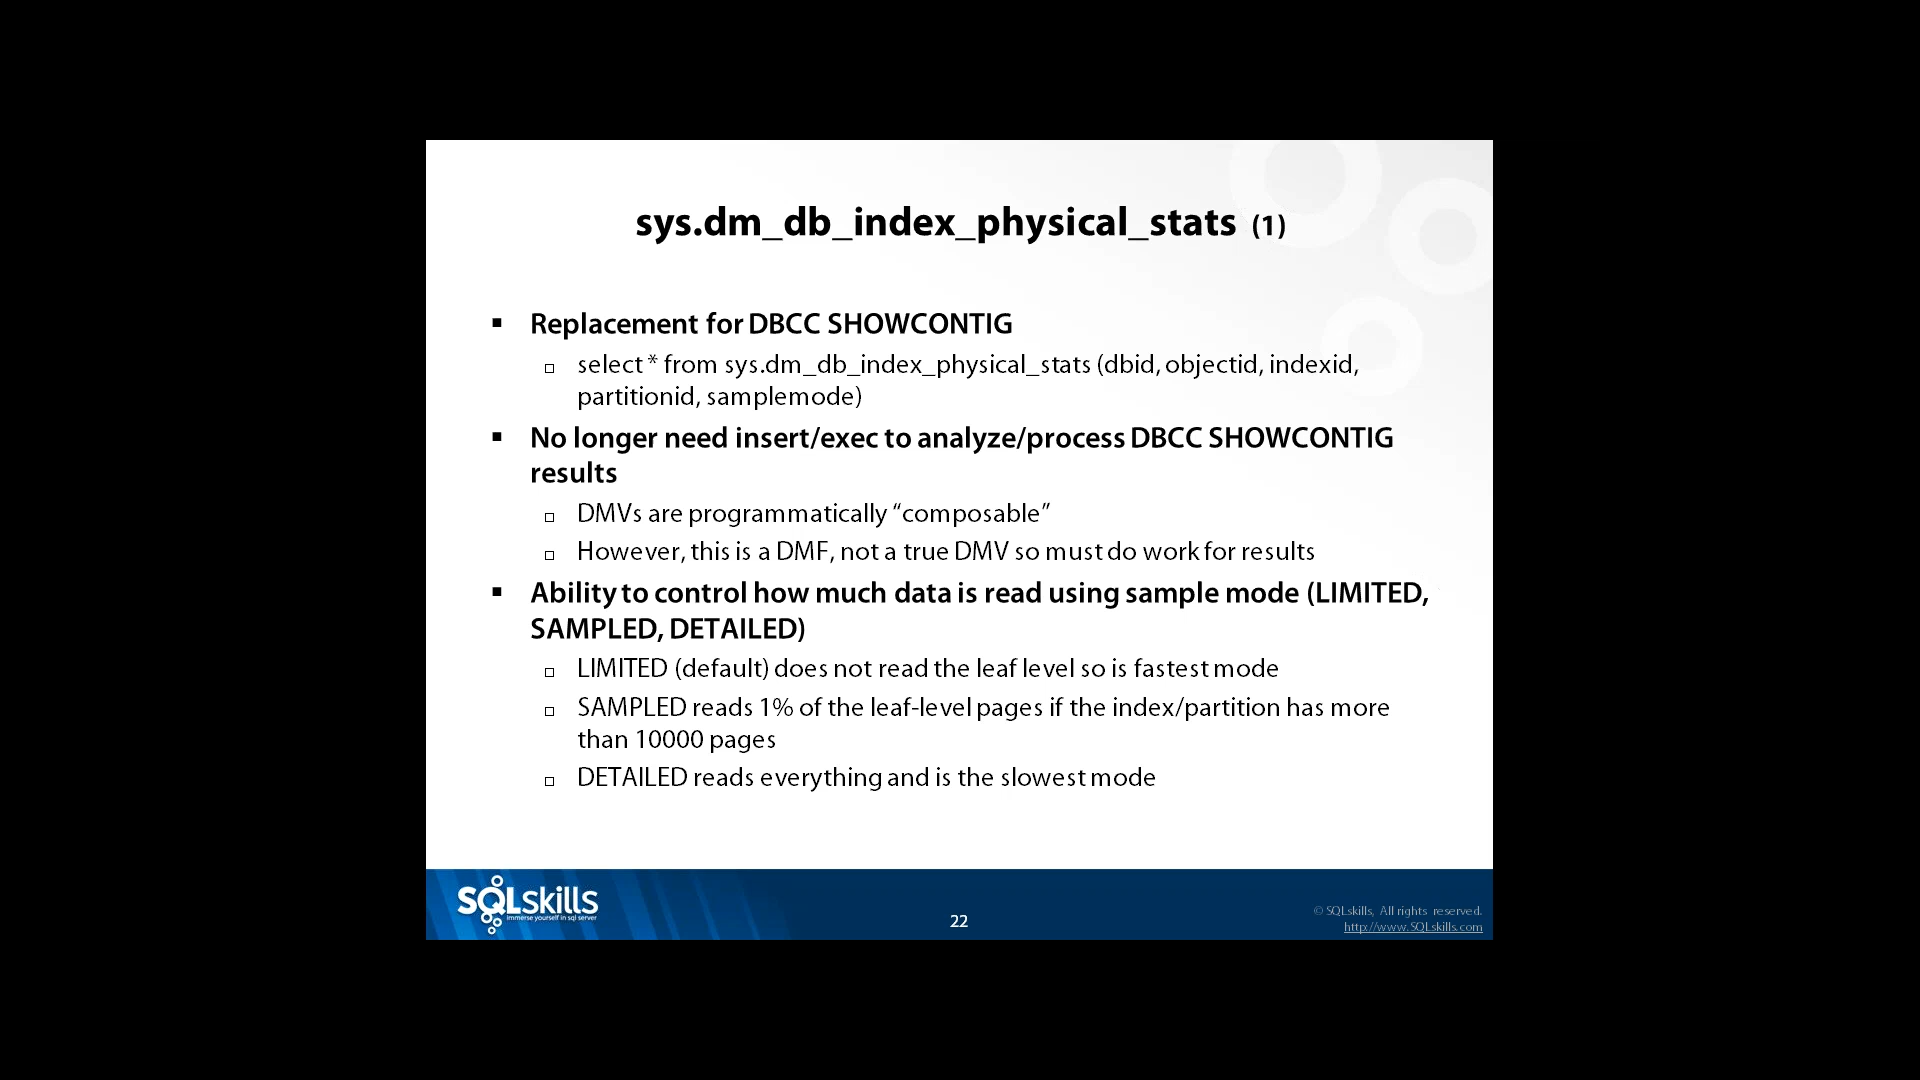 sys.dm_db_index_physical_stats (1)
▪ Replacement for DBCC SHOWCONTIG
□ select * from sys.dm_db_index_physical_stats (dbid, objectid, indexid,
partitionid, samplemode)
▪ No longer need insert/exec to analyze/process DBCC SHOWCONTIG
results
□ DMVs are programmatically “composable”
□ However, this is a DMF, not a true DMV so must do work for results
▪ Ability to control how much data is read using sample mode (LIMITED,
SAMPLED, DETAILED)
□ LIMITED (default) does not read the leaf level so is fastest mode
□ SAMPLED reads 1% of the leaf-level pages if the index/partition has more
than 10000 pages
□ DETAILED reads everything and is the slowest mode
SQLskills
immerse yourself in sql server
22
© SQLskills, All rights reserved.
http://www.SQLskills.com